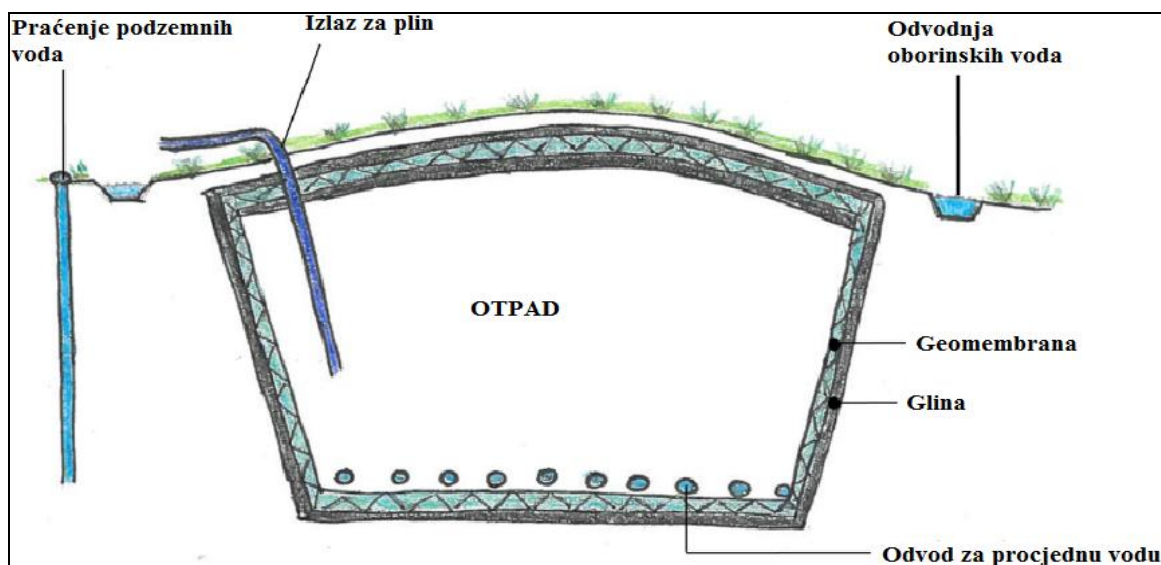 Praćenje podzemnih
voda
Izlaz za plin
Odvodnja
oborinskih voda
OTPAD
Geomembrana
Glina
Odvod za procjednu vodu